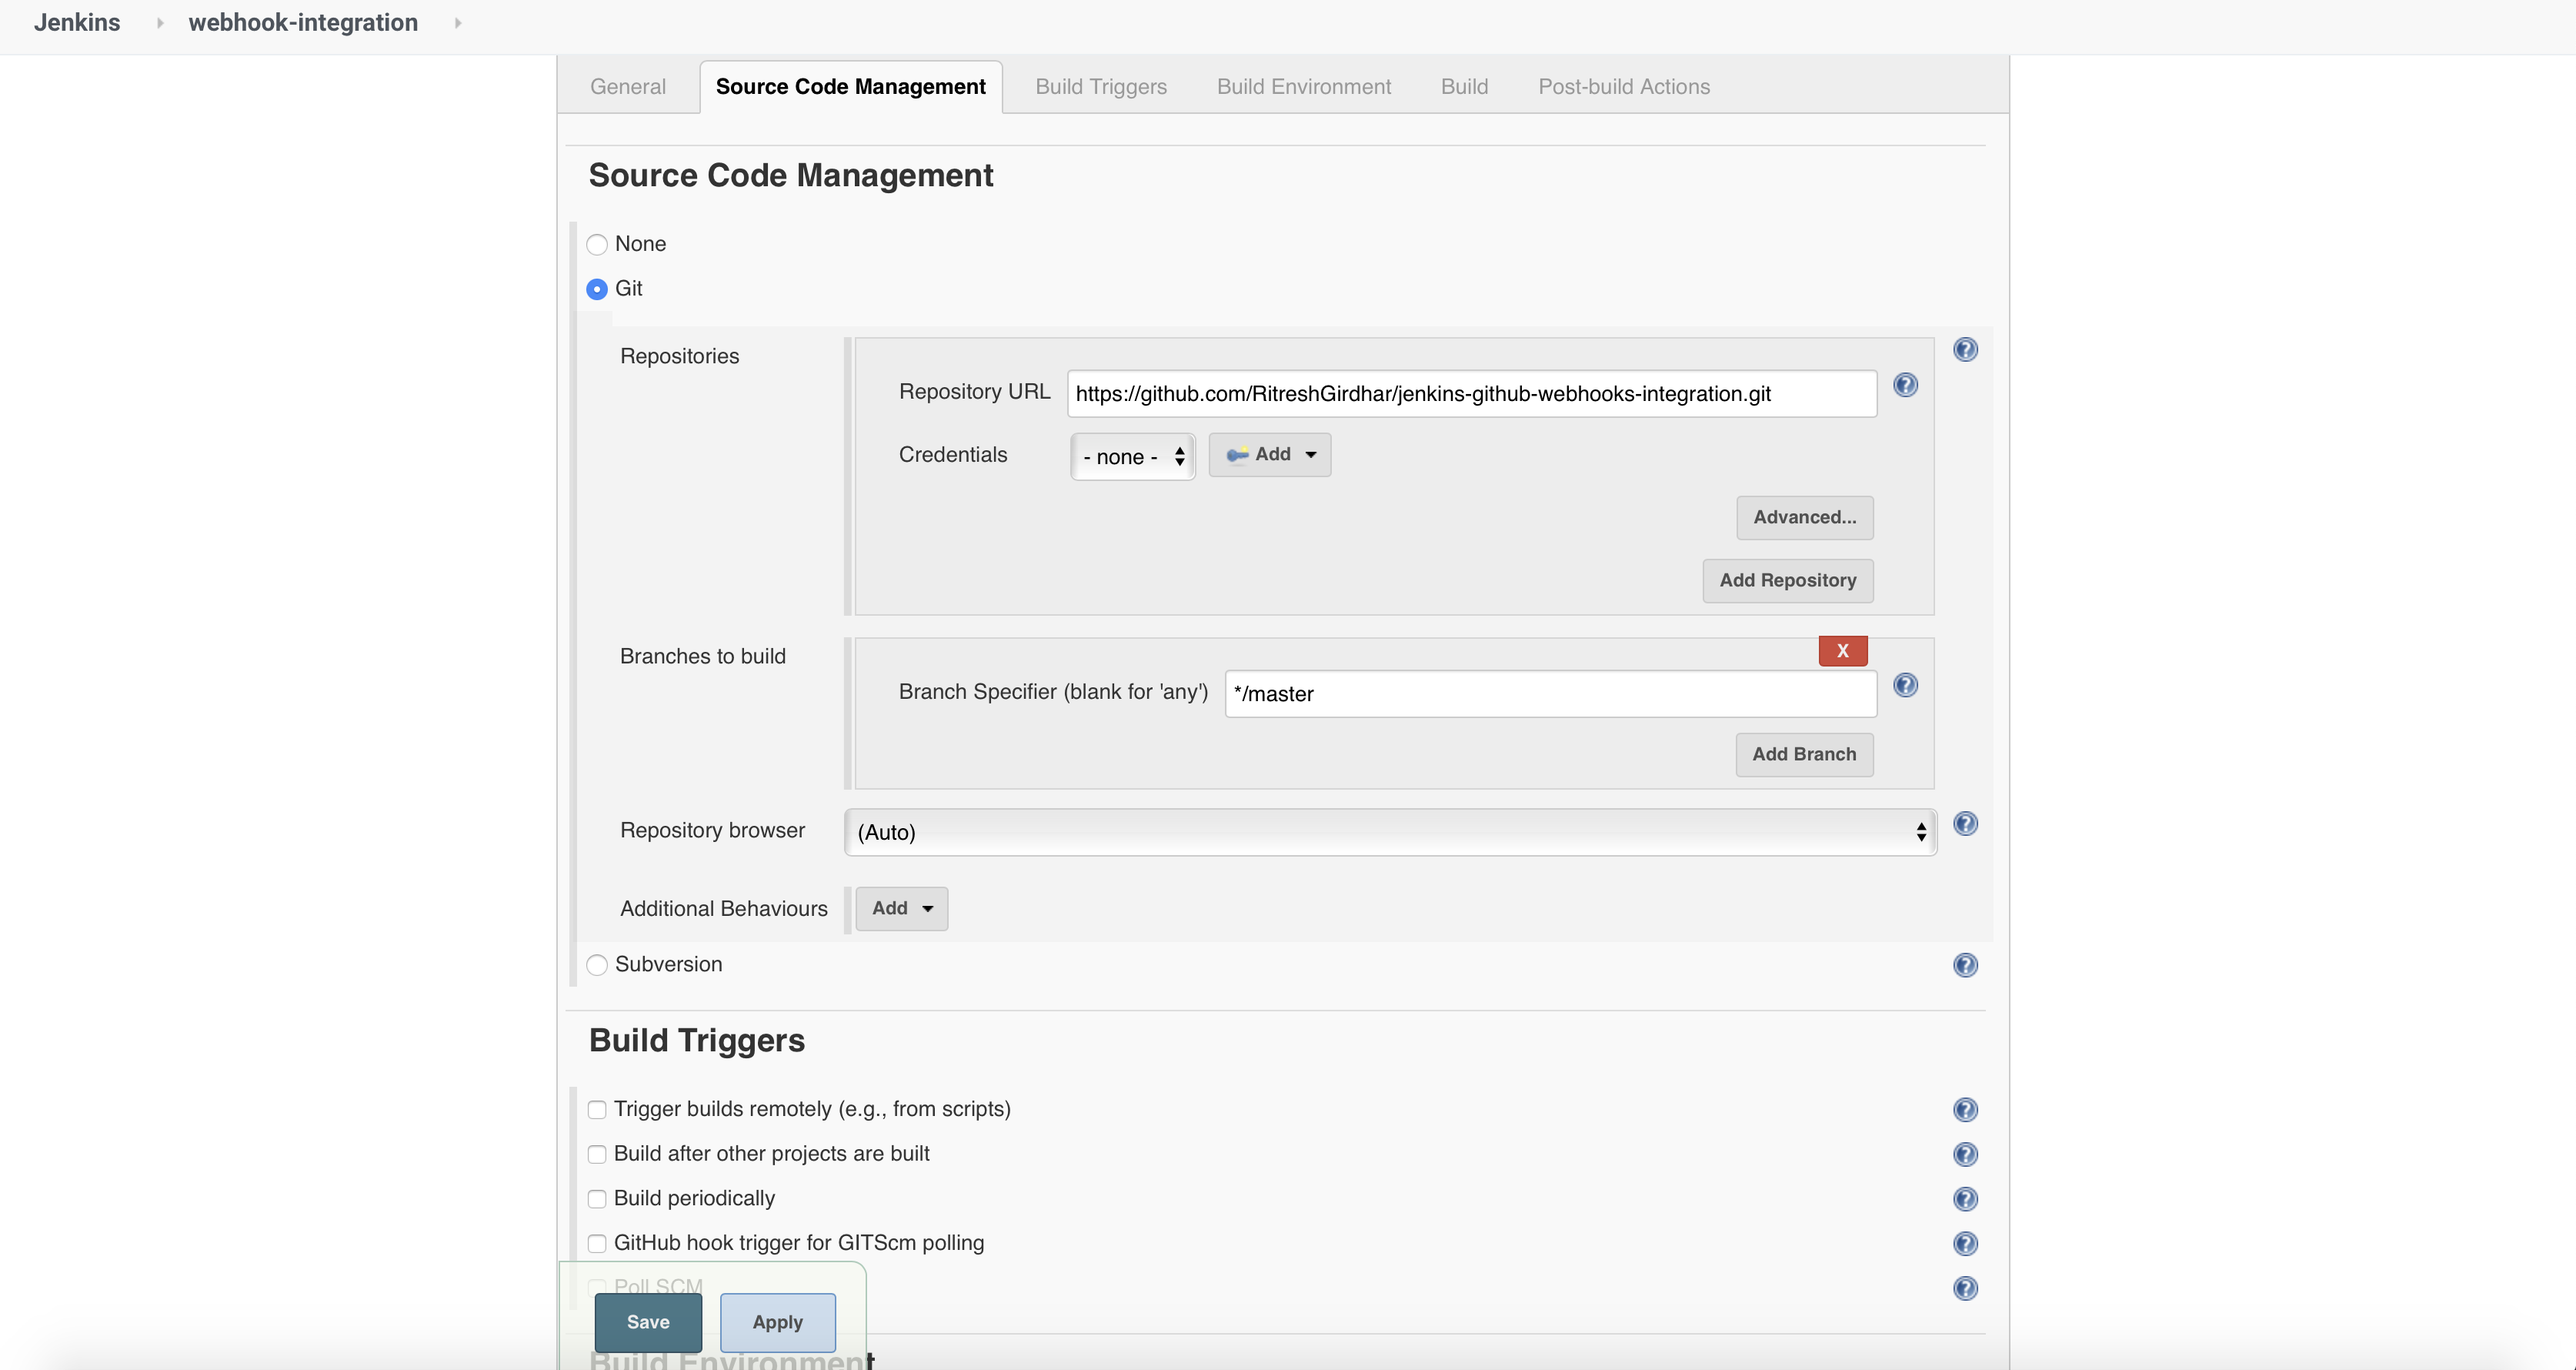 Jenkins webhook-integration
General Source Code Management Build Triggers Build Environment Build Post-build Actions
Source Code Management
None
Git
Repositories
Repository URL https://github.com/RitreshGirdhar/jenkins-github-webhooks-integration.git
Credentials - none - Add
Advanced...
Add Repository
Branches to build
X
Branch Specifier (blank for 'any') */master
Add Branch
Repository browser (Auto)
Additional Behaviours Add
Subversion
Build Triggers
Trigger builds remotely (e.g., from scripts)
Build after other projects are built
Build periodically
GitHub hook trigger for GITScm polling
Poll SCM
Save Apply
Build Environment